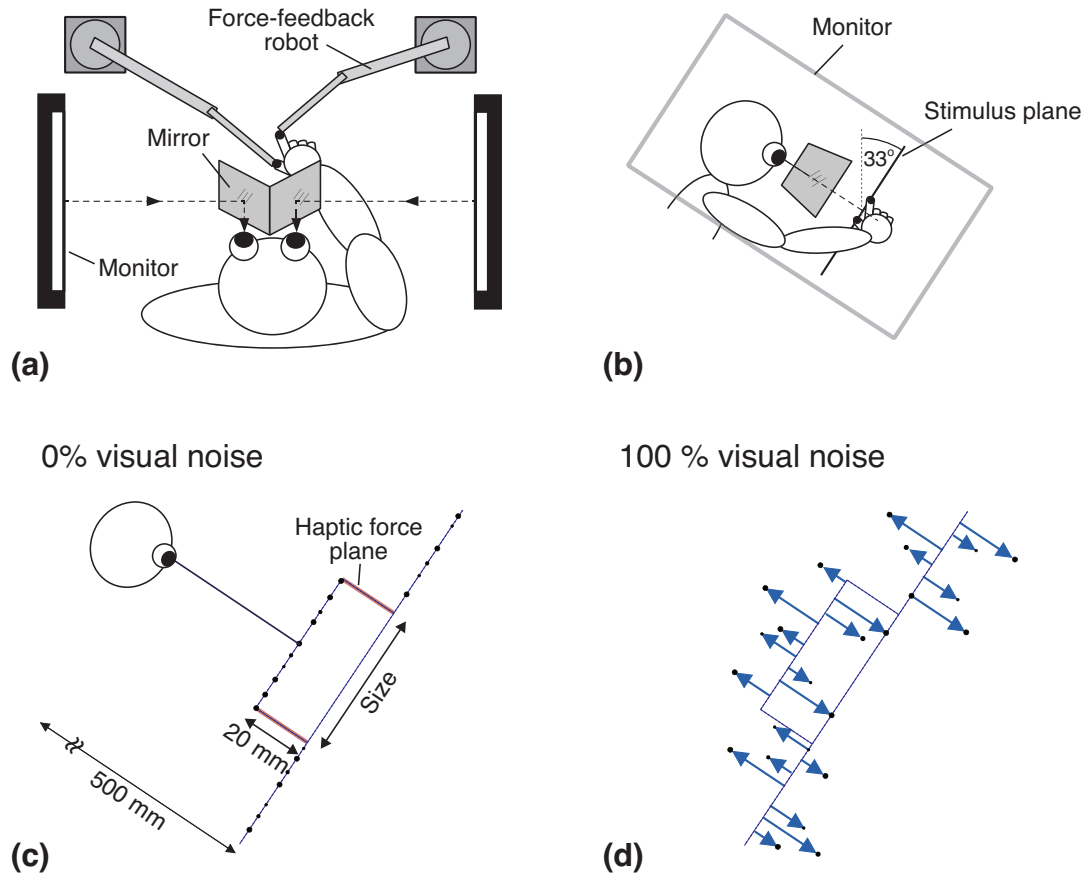 Force-feedback
robot
Mirror
Monitor
(a)
Monitor
Stimulus plane
33°
(b)
0% visual noise
Haptic force
plane
Size
20 mm
500 mm
(c)
100 % visual noise
(d)